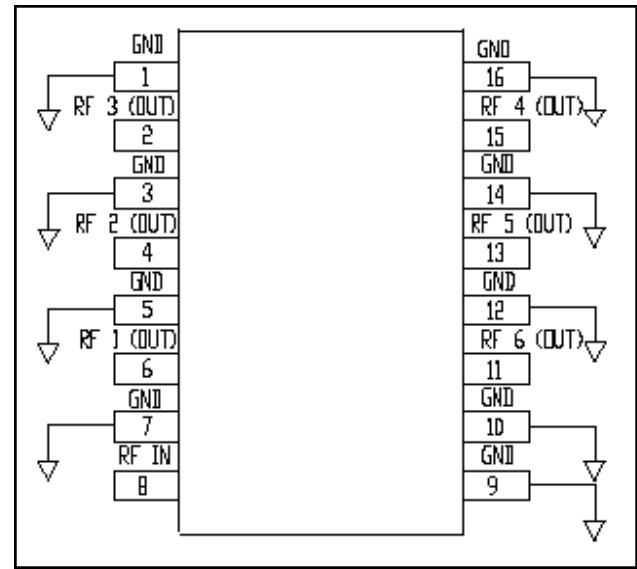 GND
1
RF 3 (OUT)
2
GND
3
RF 2 (OUT)
4
GND
5
RF 1 (OUT)
6
GND
7
RF IN
8
GND
16
RF 4 (OUT)
15
GND
14
RF 5 (OUT)
13
GND
12
RF 6 (OUT)
11
GND
10
GND
9